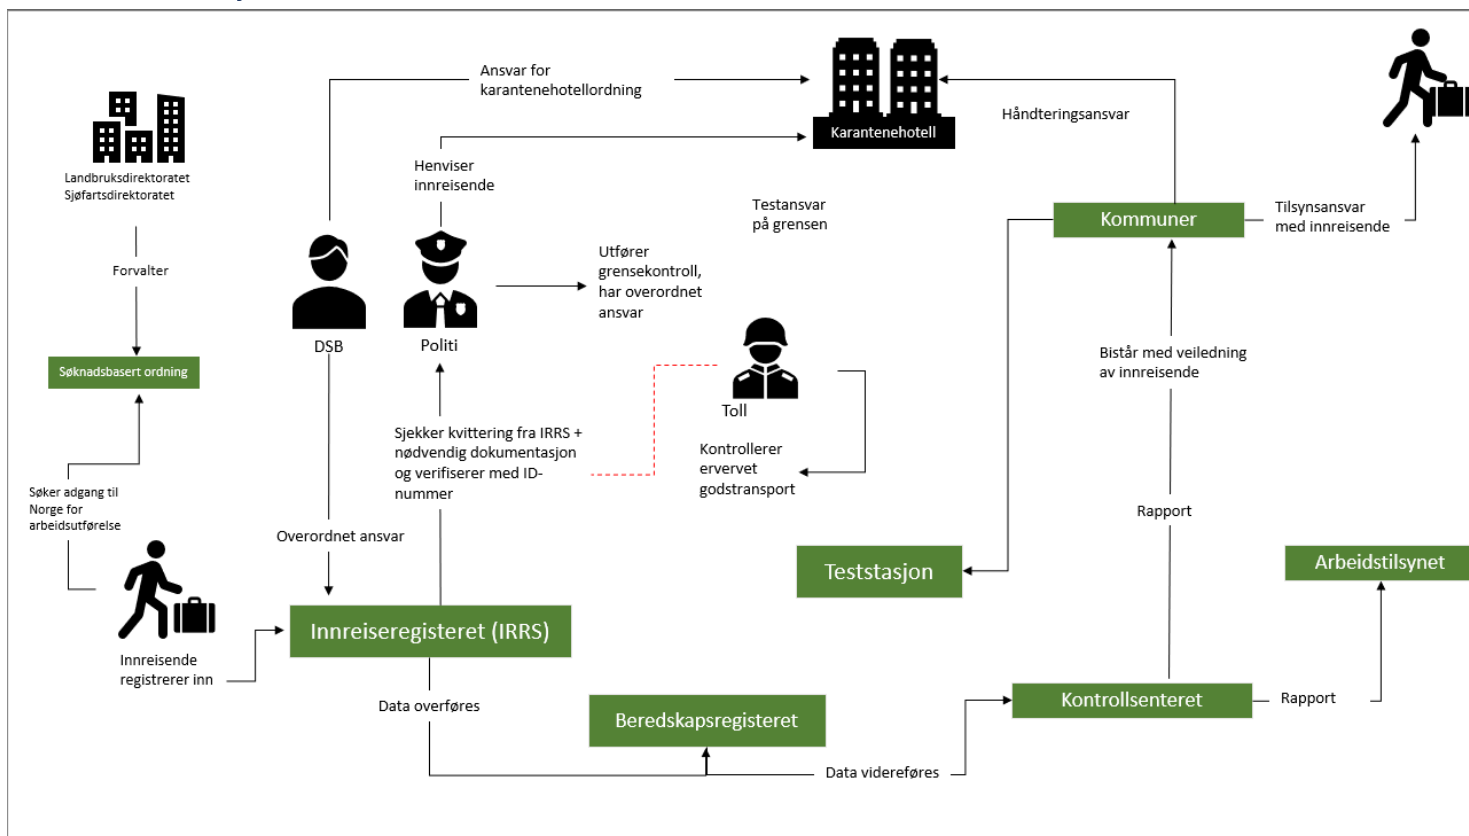 Ansvar for
karantenehotellordning
Karantenehotell
Håndteringsansvar
Landbruksdirektoratet
Sjøfartsdirektoratet
Henviser
innreisende
Testansvar
på grensen
Kommuner
Tilsynsansvar
med innreisende
Forvalter
Utfører
grensekontroll,
har overordnet
ansvar
DSB
Politi
Søknadsbasert ordning
Bistår med veiledning
av innreisende
Toll
Sjekker kvittering fra IRRS +
nødvendig dokumentasjon
og verifiserer med ID-
nummer
Kontrollerer
ervervet
godstransport
Søker adgang til
Norge for
arbeidsutførelse
Rapport
Overordnet ansvar
Teststasjon
Arbeidstilsynet
Innreiseregisteret (IRRS)
Innreisende
registrerer inn
Data overføres
Beredskapsregisteret
Kontrollsenteret
Rapport
Data videreføres